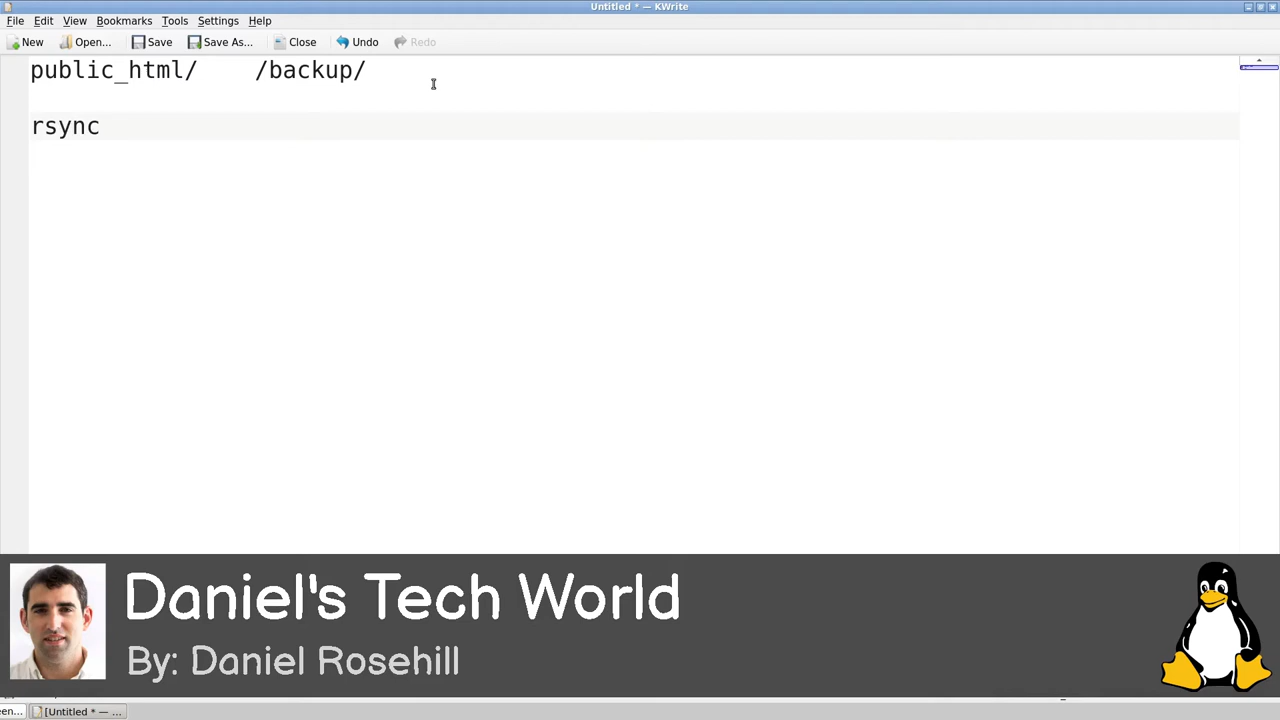 Untitled * — KWrite
File Edit View Bookmarks Tools Settings Help
New Open... Save Save As... Close Undo Redo
public_html/ /backup/
rsync
Daniel's Tech World
By: Daniel Rosehill
een... [Untitled * — ...